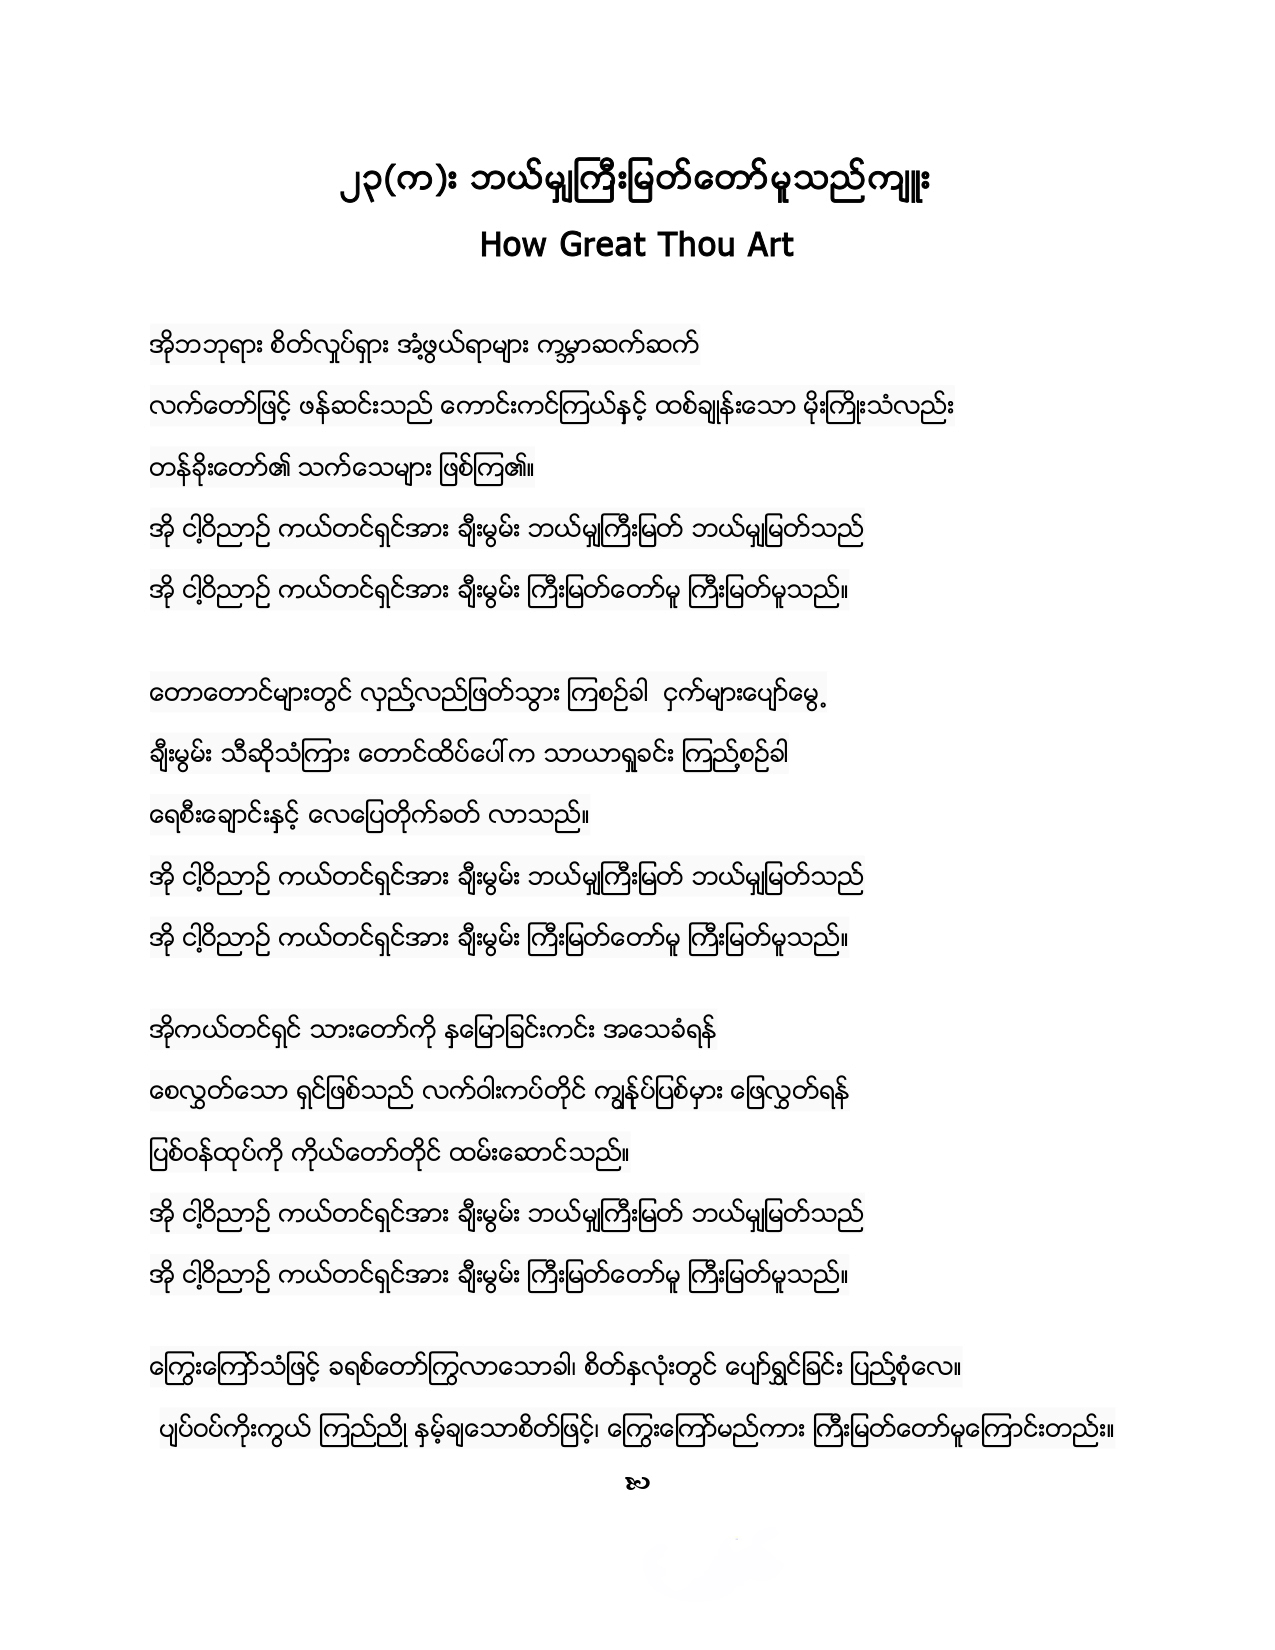 ၂၃(က)း ဘယ်မျှကြီးမြတ်တော်မူသည်ကျူး
How Great Thou Art
အိုဘဘုရား စိတ်လှုပ်ရှား အံ့ဖွယ်ရာများ ကမ္ဘာဆက်ဆက်
လက်တော်ဖြင့် ဖန်ဆင်းသည် ကောင်းကင်ကြယ်နှင့် ထစ်ချုန်းသော မိုးကြိုးသံလည်း
တန်ခိုးတော်၏ သက်သေများ ဖြစ်ကြ၏။
အို ငါ့ဝိညာဉ် ကယ်တင်ရှင်အား ချီးမွမ်း ဘယ်မျှကြီးမြတ် ဘယ်မျှမြတ်သည်
အို ငါ့ဝိညာဉ် ကယ်တင်ရှင်အား ချီးမွမ်း ကြီးမြတ်တော်မူ ကြီးမြတ်မူသည်။
တောတောင်များတွင် လှည့်လည်ဖြတ်သွား ကြစဉ်ခါ ငှက်များပျော်မွေ့
ချီးမွမ်း သီဆိုသံကြား တောင်ထိပ်ပေါ်က သာယာရှုခင်း ကြည့်စဉ်ခါ
ရေစီးချောင်းနှင့် လေပြေတိုက်ခတ် လာသည်။
အို ငါ့ဝိညာဉ် ကယ်တင်ရှင်အား ချီးမွမ်း ဘယ်မျှကြီးမြတ် ဘယ်မျှမြတ်သည်
အို ငါ့ဝိညာဉ် ကယ်တင်ရှင်အား ချီးမွမ်း ကြီးမြတ်တော်မူ ကြီးမြတ်မူသည်။
အိုကယ်တင်ရှင် သားတော်ကို နှမြောခြင်းကင်း အသေခံရန်
စေလွှတ်သော ရှင်ဖြစ်သည် လက်ဝါးကပ်တိုင် ကျွန်ုပ်ပြစ်မှား ဖြေလွှတ်ရန်
ပြစ်ဝန်ထုပ်ကို ကိုယ်တော်တိုင် ထမ်းဆောင်သည်။
အို ငါ့ဝိညာဉ် ကယ်တင်ရှင်အား ချီးမွမ်း ဘယ်မျှကြီးမြတ် ဘယ်မျှမြတ်သည်
အို ငါ့ဝိညာဉ် ကယ်တင်ရှင်အား ချီးမွမ်း ကြီးမြတ်တော်မူ ကြီးမြတ်မူသည်။
ကြွေးကြော်သံဖြင့် ခရစ်တော်ကြွလာသောခါ၊ စိတ်နှလုံးတွင် ပျော်ရွှင်ခြင်း ပြည့်စုံလေ။
ပျပ်ဝပ်ကိုးကွယ် ကြည်ညို နှမ့်ချသောစိတ်ဖြင့်၊ ကြွေးကြော်မည်ကား ကြီးမြတ်တော်မူကြောင်းတည်း။